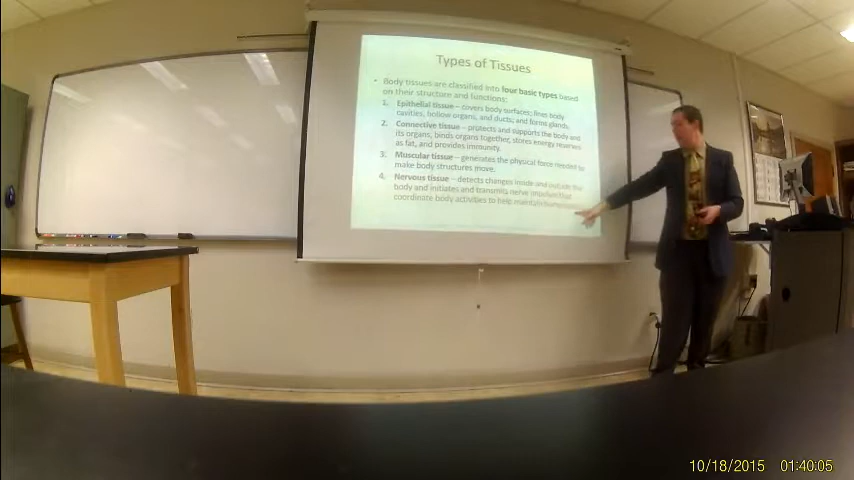 Types of Tissues
• Body tissues are classified into four basic types based
on their structure and functions:
1. Epithelial tissue – covers body surfaces; lines body
cavities, hollow organs, and ducts; and forms glands.
2. Connective tissue – protects and supports the body and
its organs, binds organs together, stores energy reserves
as fat, and provides immunity.
3. Muscular tissue – generates the physical force needed to
make body structures move.
4. Nervous tissue – detects changes inside and outside the
body and initiates and transmits nerve impulses that
coordinate body activities to help maintain
10/18/2015 01:40:05